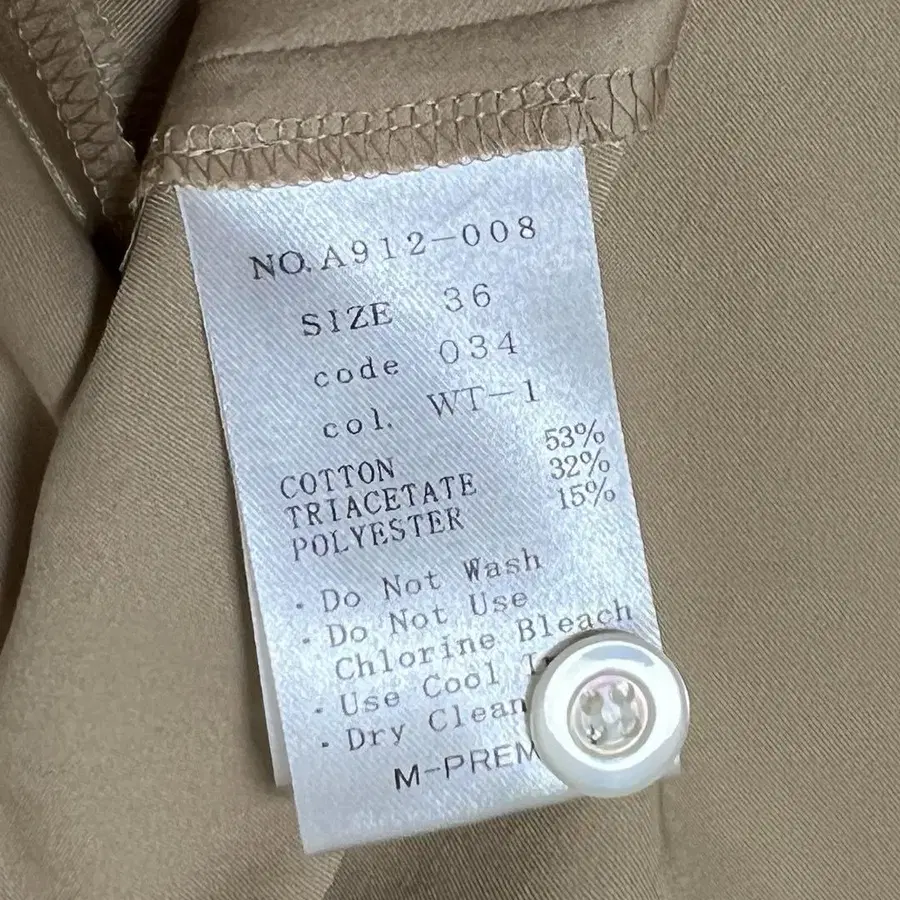 NO.A912-008
SIZE 36
code 034
col. WT-1
COTTON 53%
TRIACETATE 32%
POLYESTER 15%
· Do Not Wash
· Do Not Use
Chlorine Bleach
· Use Cool
· Dry Clean
M-PREM